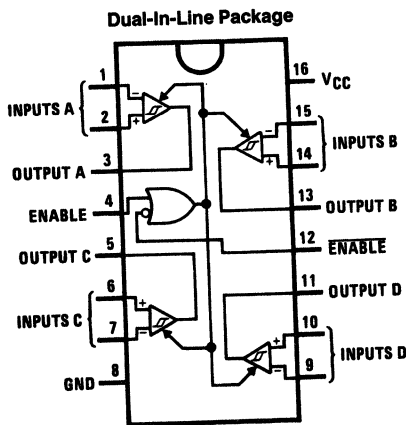 Dual-In-Line Package
1
INPUTS A
2
3
OUTPUT A
4
ENABLE
5
OUTPUT C
6
INPUTS C
7
8
GND
16
VCC
15
INPUTS B
14
13
OUTPUT B
12
ENABLE
11
OUTPUT D
10
INPUTS D
9
- +
- +
+ -
+ -